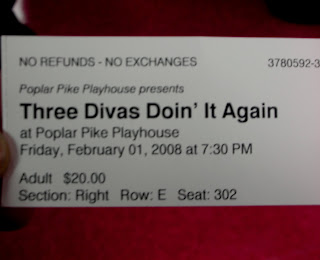 NO REFUNDS - NO EXCHANGES 3780592-3
Poplar Pike Playhouse presents
Three Divas Doin' It Again
at Poplar Pike Playhouse
Friday, February 01, 2008 at 7:30 PM
Adult $20.00
Section: Right Row: E Seat: 302